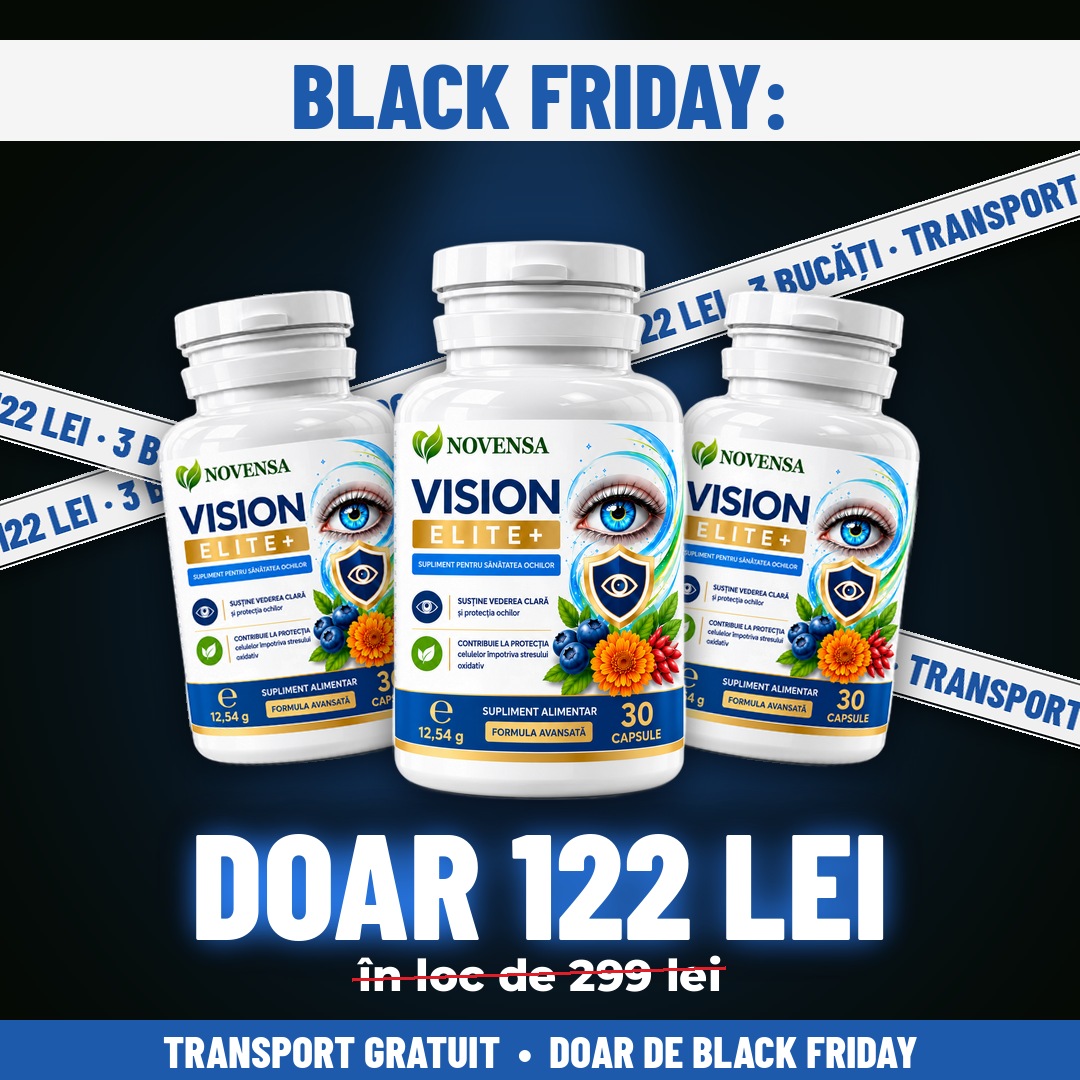 BLACK FRIDAY:
TRANSPORT
3 BUCĂȚI · TRANSPORT
122 LEI · 3
122 LEI · 3
NOVENSA
VISION
ELITE+
SUPLIMENT PENTRU SĂNĂTATEA OCHILOR
SUSȚINE VEDEREA CLARĂ
și protecția ochilor
CONTRIBUIE LA PROTECȚIA
celulelor împotriva stresului
oxidativ
SUPLIMENT ALIMENTAR
FORMULA AVANSATĂ
e
12,54 g
NOVENSA
VISION
ELITE+
SUPLIMENT PENTRU SĂNĂTATEA OCHILOR
SUSȚINE VEDEREA CLARĂ
și protecția ochilor
CONTRIBUIE LA PROTECȚIA
celulelor împotriva stresului
oxidativ
e
12,54 g
SUPLIMENT ALIMENTAR
FORMULA AVANSATĂ
30
CAPSULE
NOVENSA
VISION
ELITE+
SUPLIMENT PENTRU SĂNĂTATEA OCHILOR
SUSȚINE VEDEREA CLARĂ
și protecția ochilor
CONTRIBUIE LA PROTECȚIA
celulelor împotriva stresului
oxidativ
SUPLIMENT ALIMENTAR
FORMULA AVANSATĂ
30
CAPSULE
DOAR 122 LEI
în loc de 299 lei
TRANSPORT GRATUIT • DOAR DE BLACK FRIDAY